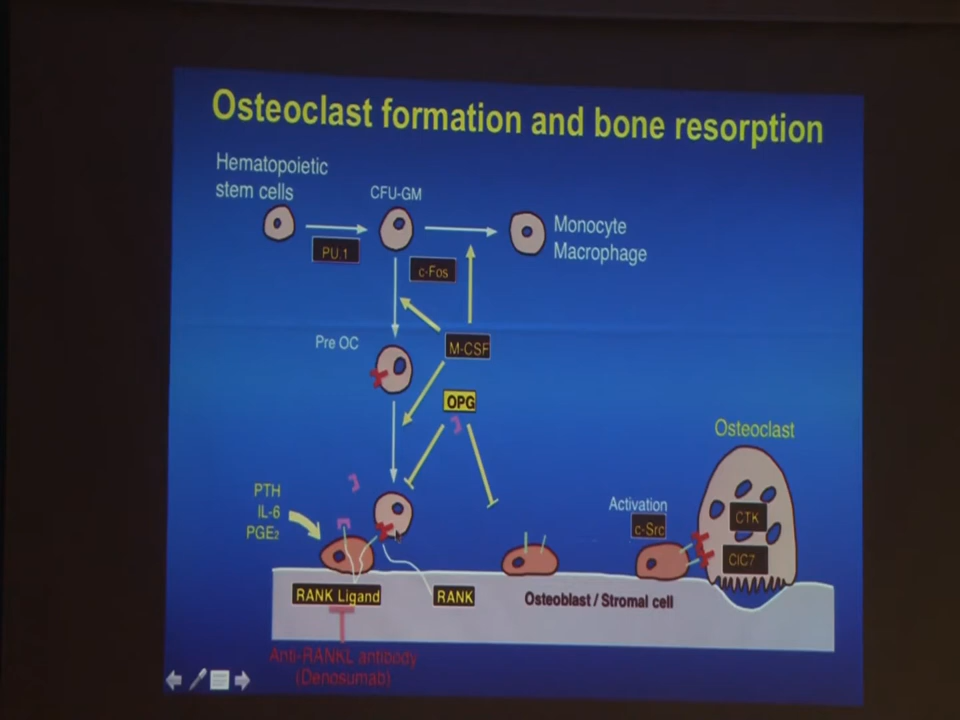 Osteoclast formation and bone resorption
Hematopoietic
stem cells
CFU-GM
Monocyte
Macrophage
PU.1
c-Fos
Pre OC
M-CSF
OPG
Osteoclast
PTH
IL-6
PGE₂
Activation
c-Src
CTK
ClC7
RANK Ligand
RANK
Osteoblast / Stromal cell
Anti-RANKL antibody
(Denosumab)